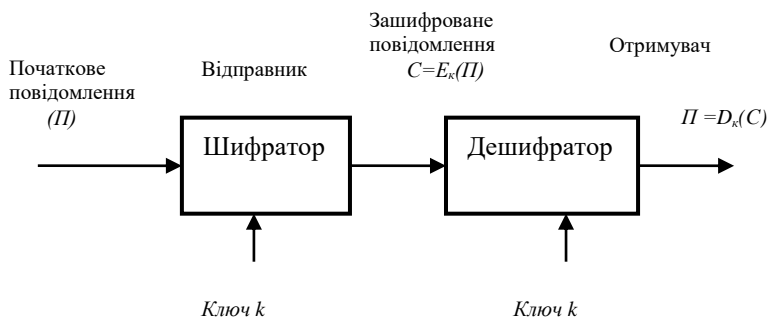 Початкове
повідомлення
(П)
Відправник
Зашифроване
повідомлення
C=Eк(П)
Отримувач
Шифратор
Дешифратор
П =Dк(C)
Ключ k
Ключ k